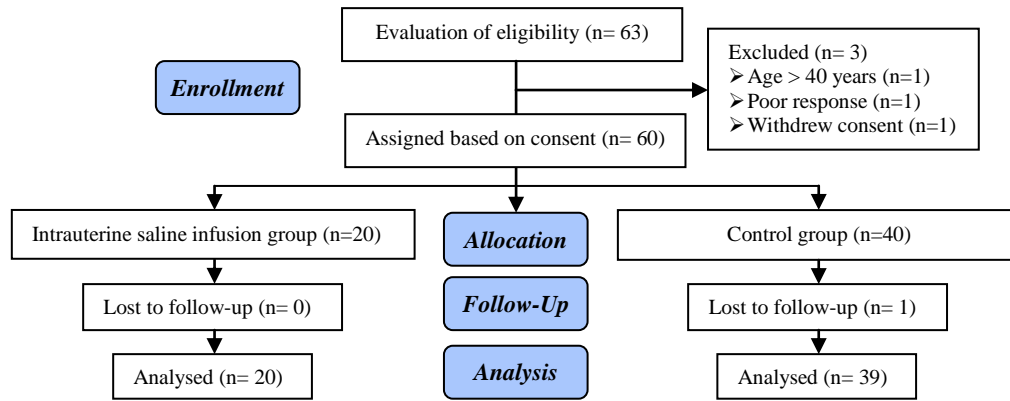 Evaluation of eligibility (n= 63)
Excluded (n= 3)
➢Age > 40 years (n=1)
➢Poor response (n=1)
➢Withdrew consent (n=1)
Enrollment
Assigned based on consent (n= 60)
Intrauterine saline infusion group (n=20)
Allocation
Control group (n=40)
Lost to follow-up (n= 0)
Follow-Up
Lost to follow-up (n= 1)
Analysed (n= 20)
Analysis
Analysed (n= 39)